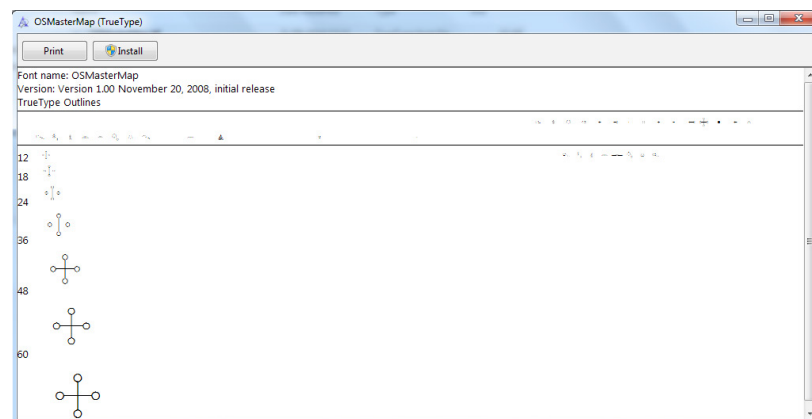 OSMasterMap (TrueType)
Print Install
Font name: OSMasterMap
Version: Version 1.00 November 20, 2008, initial release
TrueType Outlines
12
18
24
36
48
60